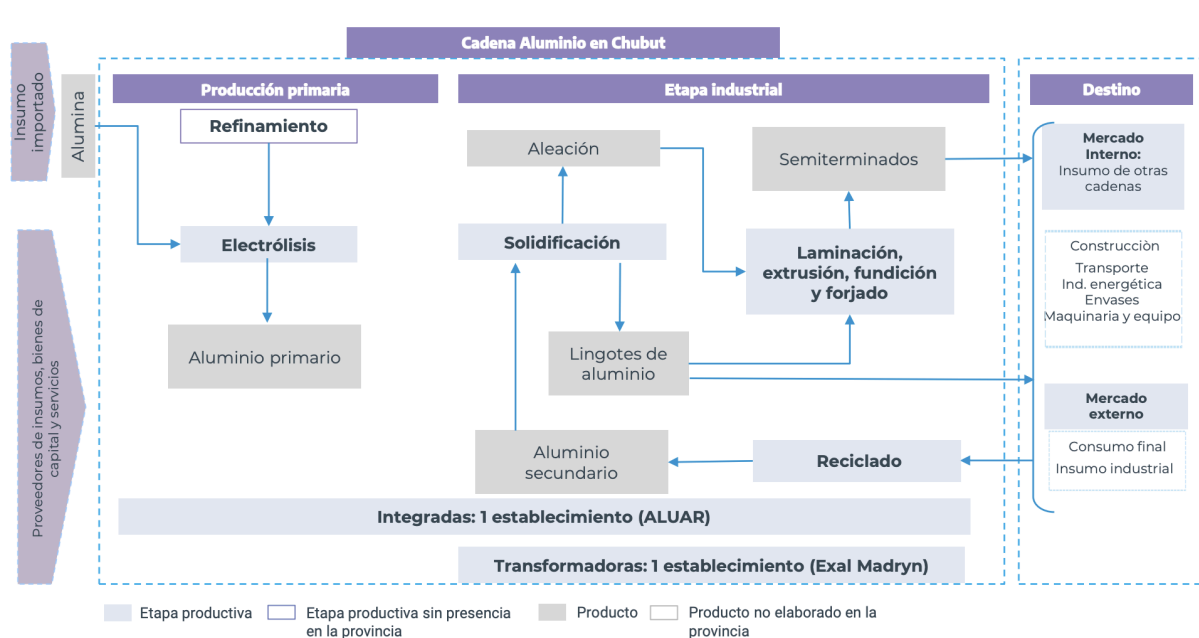 Cadena Aluminio en Chubut
Insumo
importado
Alumina
Producción primaria
Refinamiento
Electrólisis
Aluminio primario
Etapa industrial
Aleación
Semiterminados
Solidificación
Laminación,
extrusión, fundición
y forjado
Lingotes de
aluminio
Aluminio
secundario
Reciclado
Destino
Mercado
Interno:
Insumo de otras
cadenas
Construcciòn
Transporte
Ind. energética
Envases
Maquinaria y equipo
Mercado
externo
Consumo final
Insumo industrial
Proveedores de insumos, bienes de
capital y servicios
Integradas: 1 establecimiento (ALUAR)
Transformadoras: 1 establecimiento (Exal Madryn)
Etapa productiva
Etapa productiva sin presencia
en la provincia
Producto
Producto no elaborado en la
provincia